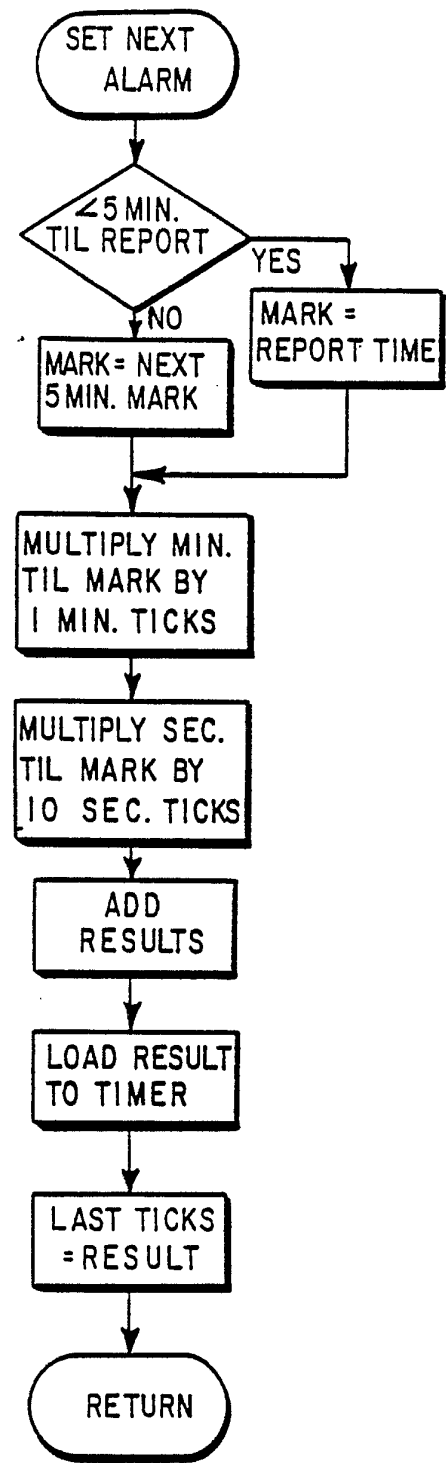 SET NEXT
ALARM
<5 MIN.
TIL REPORT
YES
NO
MARK =
REPORT TIME
MARK = NEXT
5 MIN. MARK
MULTIPLY MIN.
TIL MARK BY
1 MIN. TICKS
MULTIPLY SEC.
TIL MARK BY
10 SEC. TICKS
ADD
RESULTS
LOAD RESULT
TO TIMER
LAST TICKS
= RESULT
RETURN